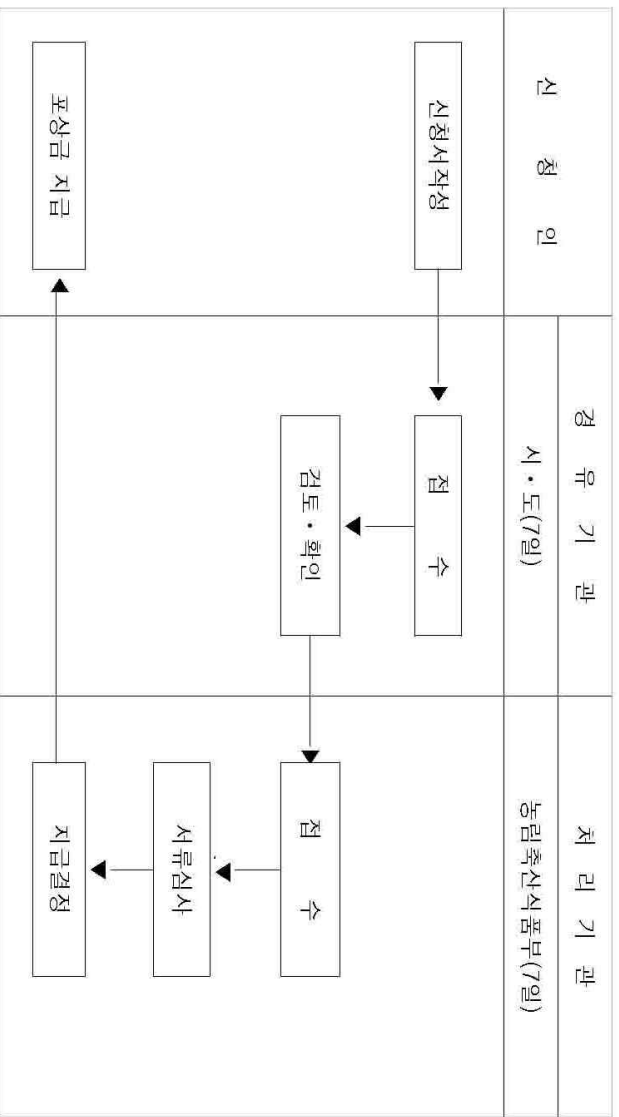 신 청 인
경 유 기 관
처 리 기 관
시·도(7일)
농림축산식품부(7일)
신청서작성
접 수
검토·확인
접 수
서류심사
지급결정
포상금 지급